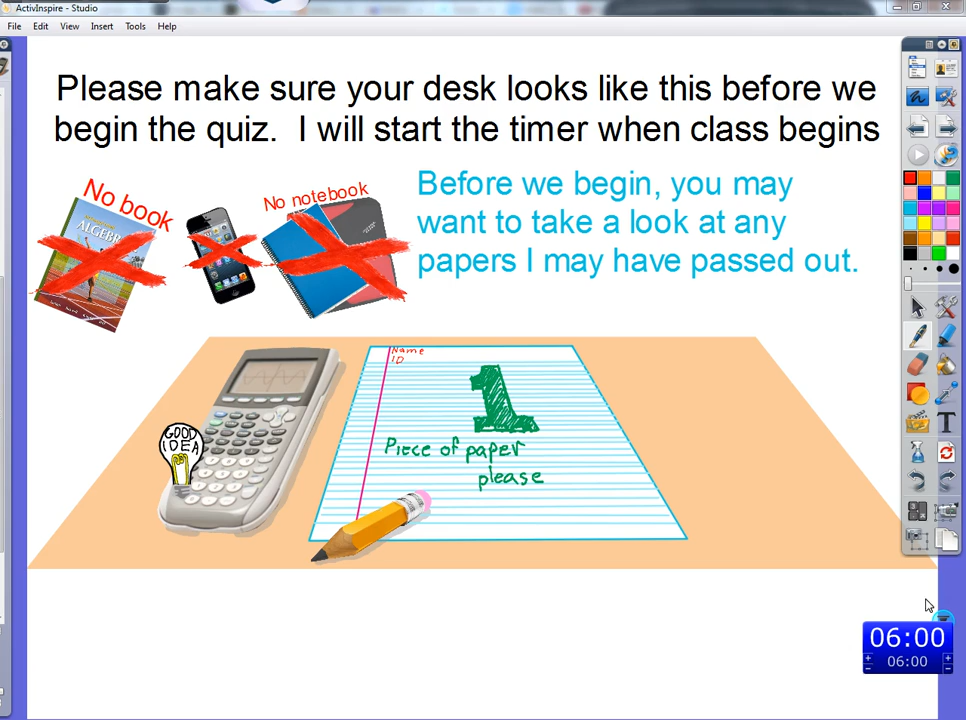 ActivInspire - Studio
File Edit View Insert Tools Help
Please make sure your desk looks like this before we
begin the quiz. I will start the timer when class begins
No book
No notebook
ALGEBRA
Before we begin, you may
want to take a look at any
papers I may have passed out.
Name
ID
1
Piece of paper
please
GOOD
IDEA
06:00
06:00